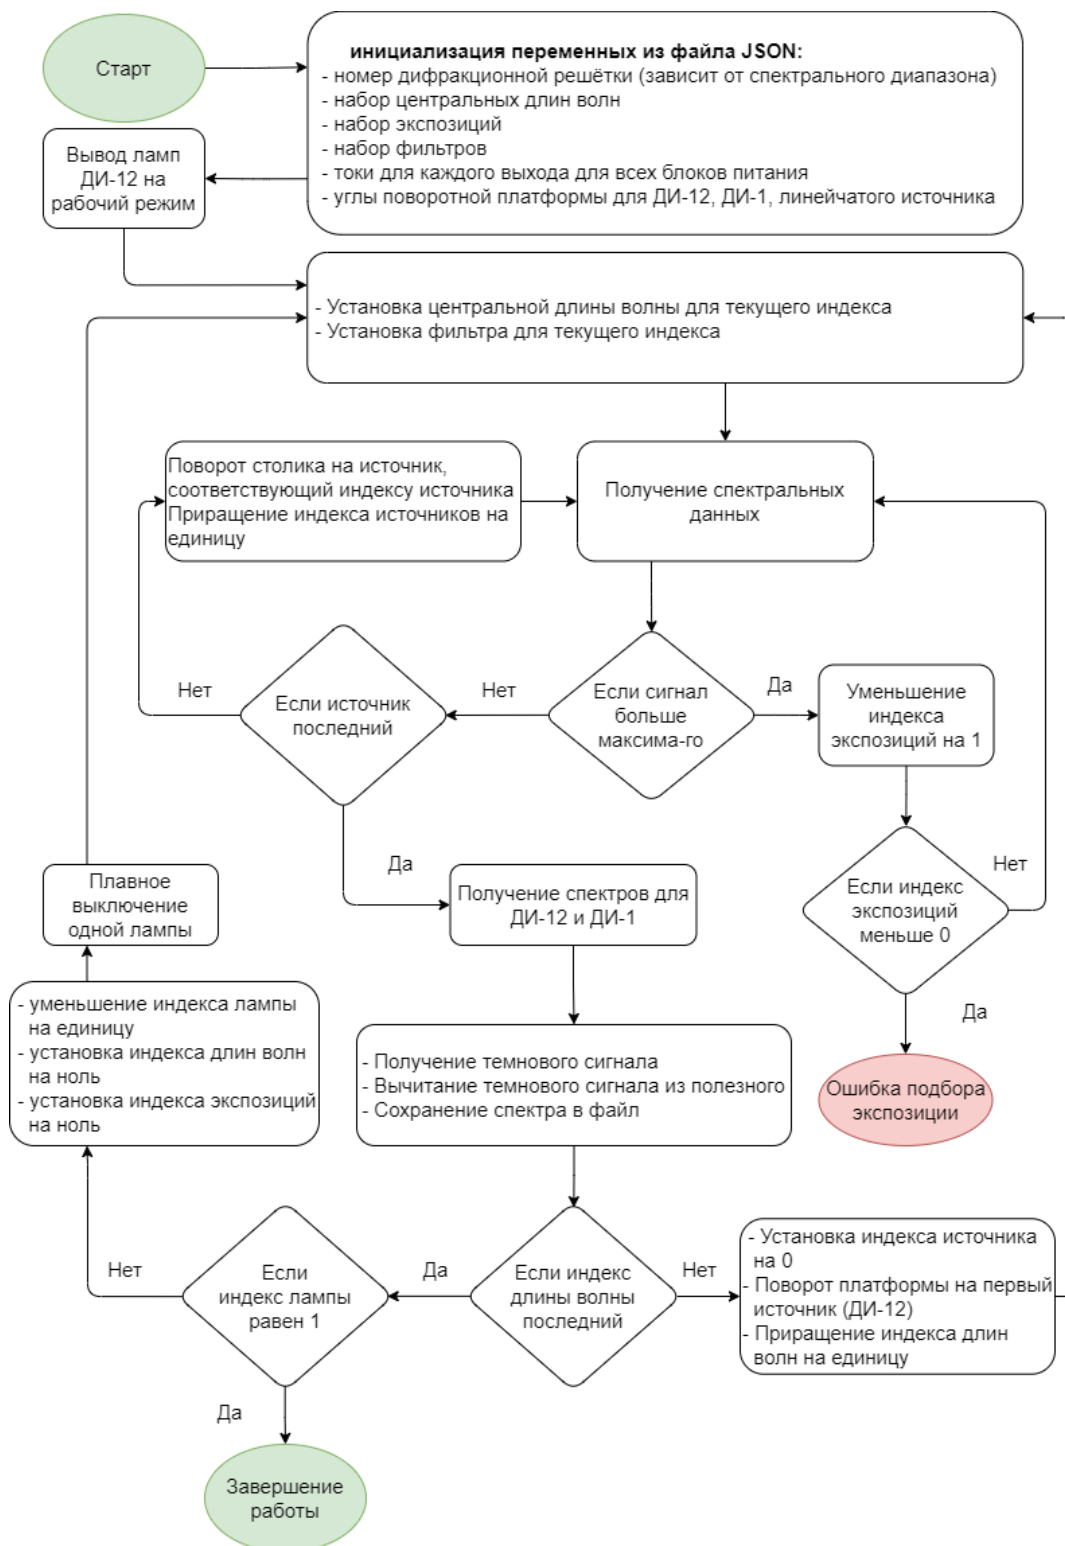 Старт
инициализация переменных из файла JSON:
- номер дифракционной решётки (зависит от спектрального диапазона)
- набор центральных длин волн
- набор экспозиций
- набор фильтров
- токи для каждого выхода для всех блоков питания
- углы поворотной платформы для ДИ-12, ДИ-1, линейчатого источника
Вывод ламп
ДИ-12 на
рабочий режим
- Установка центральной длины волны для текущего индекса
- Установка фильтра для текущего индекса
Поворот столика на источник,
соответствующий индексу источника
Приращение индекса источников на
единицу
Получение спектральных
данных
Нет
Если источник
последний
Нет
Если сигнал
больше
максима-го
Да
Уменьшение
индекса
экспозиций на 1
Да
Нет
Плавное
выключение
одной лампы
Получение спектров для
ДИ-12 и ДИ-1
Если индекс
экспозиций
меньше 0
Да
- уменьшение индекса лампы
на единицу
- установка индекса длин волн
на ноль
- установка индекса экспозиций
на ноль
- Получение темнового сигнала
- Вычитание темнового сигнала из полезного
- Сохранение спектра в файл
Ошибка подбора
экспозиции
Нет
Если
индекс лампы
равен 1
Да
Если индекс
длины волны
последний
Нет
- Установка индекса источника
на 0
- Поворот платформы на первый
источник (ДИ-12)
- Приращение индекса длин
волн на единицу
Да
Завершение
работы